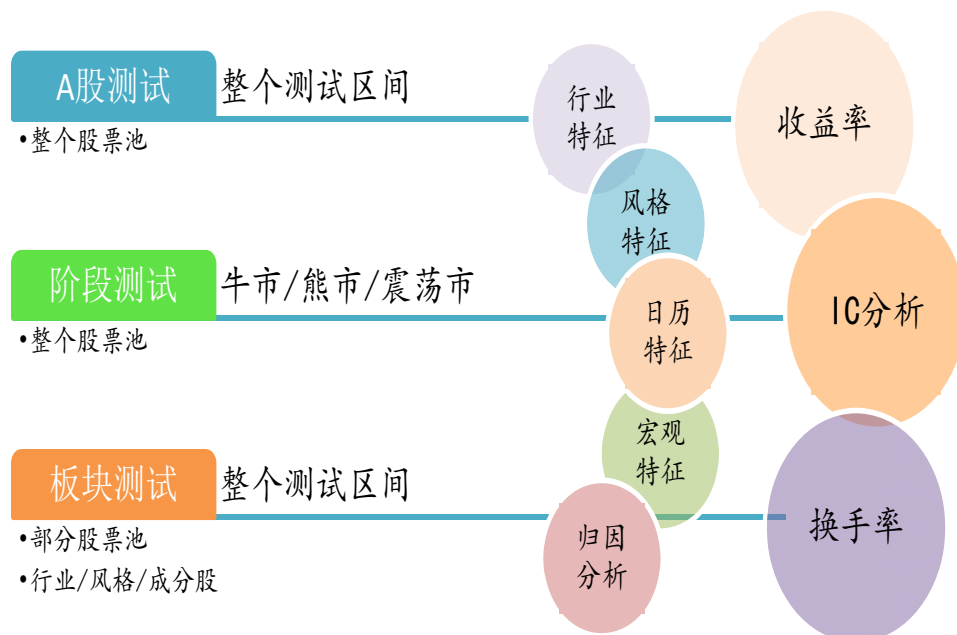 A股测试
整个测试区间
•整个股票池
阶段测试
牛市/熊市/震荡市
•整个股票池
板块测试
整个测试区间
•部分股票池
•行业/风格/成分股
行业
特征
风格
特征
日历
特征
宏观
特征
归因
分析
收益率
IC分析
换手率